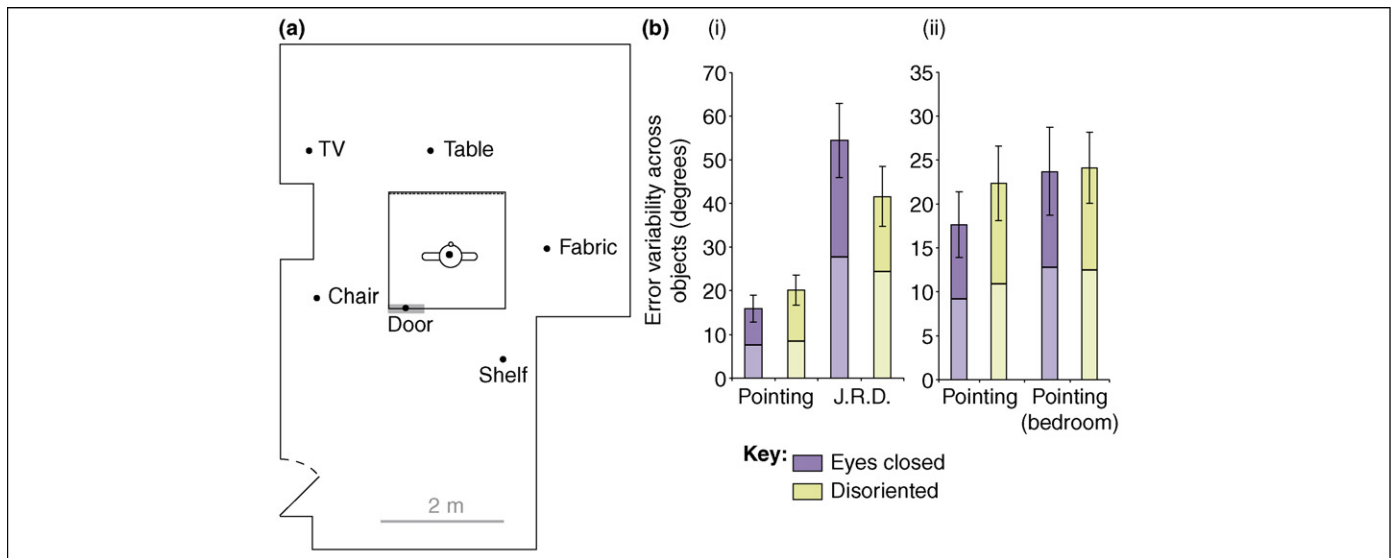 (a)
TV
Table
Fabric
Chair
Door
Shelf
2 m
(b)
(i)
Error variability across
objects (degrees)
70
60
50
40
30
20
10
0
Pointing
J.R.D.
(ii)
35
30
25
20
15
10
5
0
Pointing
Pointing
(bedroom)
Key:
Eyes closed
Disoriented